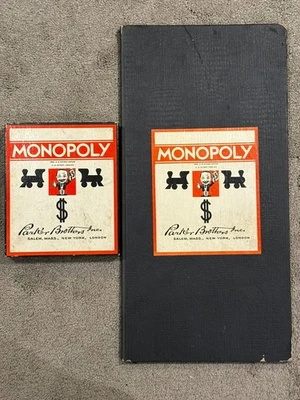 MONOPOLY
$
Parker Brothers Inc.
SALEM, MASS., NEW YORK, LONDON
MONOPOLY
$
Parker Brothers Inc.
SALEM, MASS., NEW YORK, LONDON